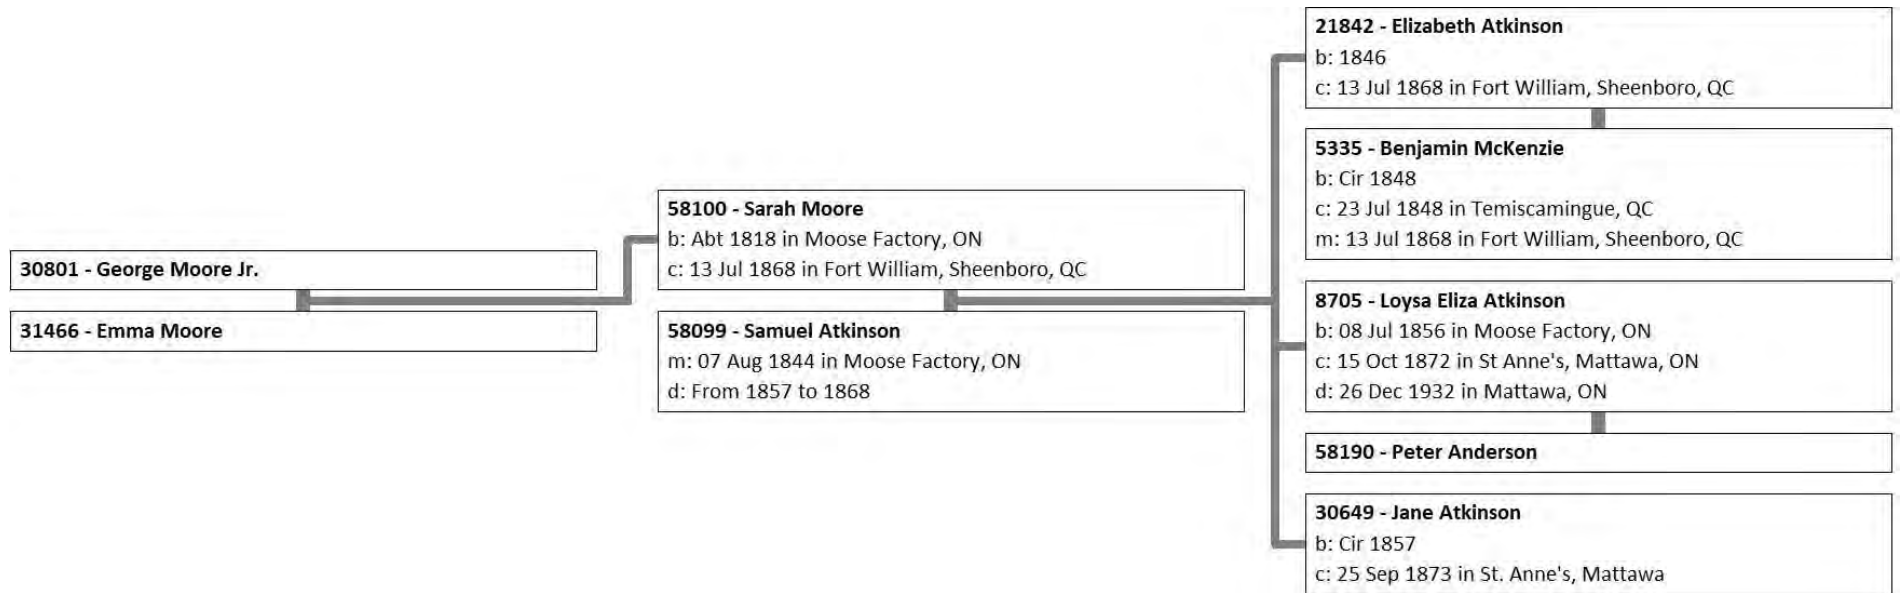 30801 - George Moore Jr.
31466 - Emma Moore
58100 - Sarah Moore
b: Abt 1818 in Moose Factory, ON
c: 13 Jul 1868 in Fort William, Sheenboro, QC
58099 - Samuel Atkinson
m: 07 Aug 1844 in Moose Factory, ON
d: From 1857 to 1868
21842 - Elizabeth Atkinson
b: 1846
c: 13 Jul 1868 in Fort William, Sheenboro, QC
5335 - Benjamin McKenzie
b: Cir 1848
c: 23 Jul 1848 in Temiscamingue, QC
m: 13 Jul 1868 in Fort William, Sheenboro, QC
8705 - Loysa Eliza Atkinson
b: 08 Jul 1856 in Moose Factory, ON
c: 15 Oct 1872 in St Anne's, Mattawa, ON
d: 26 Dec 1932 in Mattawa, ON
58190 - Peter Anderson
30649 - Jane Atkinson
b: Cir 1857
c: 25 Sep 1873 in St. Anne's, Mattawa